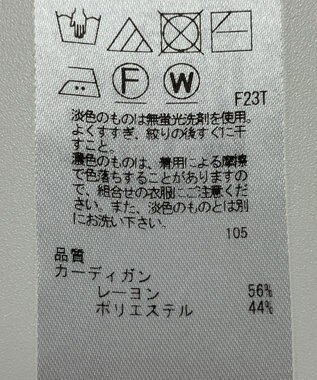 F W F23T
淡色のものは無蛍光洗剤を使用。
よくすすぎ、絞りの後すぐに干
すこと。
濃色のものは、着用による摩擦
で色落ちすることがありますの
で、組合せの衣服にご注意くだ
さい。また、淡色のものとは別
にお洗い下さい。
105
品質
カーディガン
レーヨン 56%
ポリエステル 44%